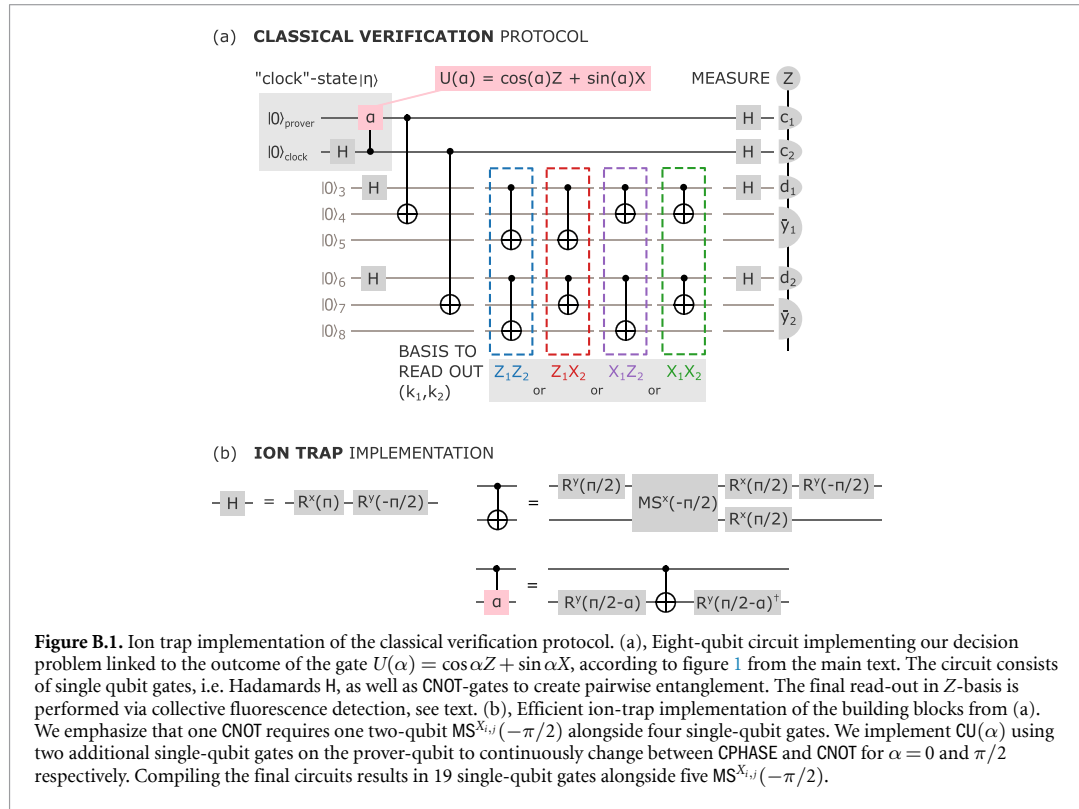 (a) CLASSICAL VERIFICATION PROTOCOL
"clock"-state|η⟩
U(α) = cos(α)Z + sin(α)X
MEASURE Z
|0⟩prover α c₁
|0⟩clock H H H c₂
|0⟩₃ H H d₁
|0⟩₄
ȳ₁
|0⟩₅
|0⟩₆ H H d₂
|0⟩₇
ȳ₂
|0⟩₈
BASIS TO
READ OUT Z₁Z₂ Z₁X₂ X₁Z₂ X₁X₂
(k₁,k₂) or or or
(b) ION TRAP IMPLEMENTATION
H = Rˣ(π) Rʸ(-π/2)
= Rʸ(π/2) MSˣ(-π/2) Rˣ(π/2) Rʸ(-π/2)
Rˣ(π/2)
α = Rʸ(π/2-α) Rʸ(π/2-α)†
Figure B.1. Ion trap implementation of the classical verification protocol. (a), Eight-qubit circuit implementing our decision
problem linked to the outcome of the gate U(α) = cos αZ + sin αX, according to figure 1 from the main text. The circuit consists
of single qubit gates, i.e. Hadamards H, as well as CNOT-gates to create pairwise entanglement. The final read-out in Z-basis is
performed via collective fluorescence detection, see text. (b), Efficient ion-trap implementation of the building blocks from (a).
We emphasize that one CNOT requires one two-qubit MS^{X_{i,j}}(−π/2) alongside four single-qubit gates. We implement CU(α) using
two additional single-qubit gates on the prover-qubit to continuously change between CPHASE and CNOT for α = 0 and π/2
respectively. Compiling the final circuits results in 19 single-qubit gates alongside five MS^{X_{i,j}}(−π/2).